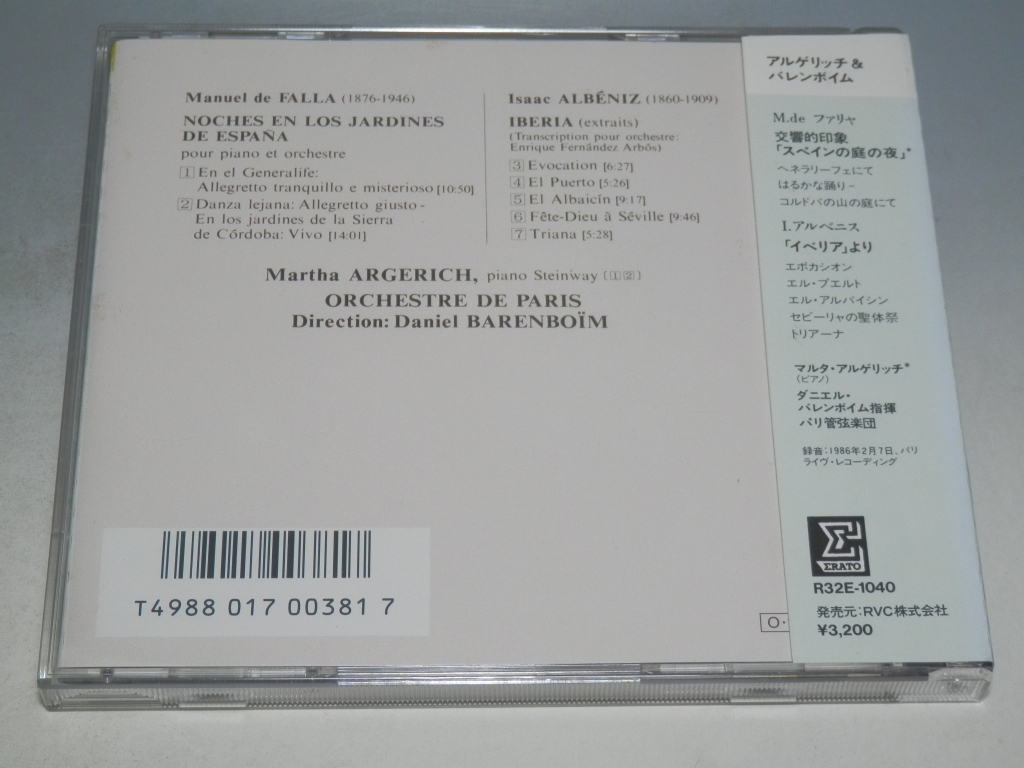 Manuel de FALLA (1876-1946)
NOCHES EN LOS JARDINES
DE ESPAÑA
pour piano et orchestre
1 En el Generalife:
Allegretto tranquillo e misterioso [10:50]
2 Danza lejana: Allegretto giusto -
En los jardines de la Sierra
de Córdoba: Vivo [14:01]
Isaac ALBÉNIZ (1860-1909)
IBERIA (extraits)
(Transcription pour orchestre:
Enrique Fernández Arbós)
3 Evocation [6:27]
4 El Puerto [5:26]
5 El Albaicín [9:17]
6 Fête-Dieu à Séville [9:46]
7 Triana [5:28]
Martha ARGERICH, piano Steinway (1 2)
ORCHESTRE DE PARIS
Direction: Daniel BARENBOÏM
T4988 017 00381 7
アルゲリッチ&
バレンボイム
M.de ファリャ
交響的印象
「スペインの庭の夜」*
ヘネラリーフェにて
はるかな踊り-
コルドバの山の庭にて
I.アルベニス
「イベリア」より
エボカシオン
エル・プエルト
エル・アルバイシン
セビーリャの聖体祭
トリアーナ
マルタ・アルゲリッチ*
(ピアノ)
ダニエル・
バレンボイム指揮
パリ管弦楽団
録音:1986年2月7日、パリ
ライヴ・レコーディング
ERATO
R32E-1040
発売元:RVC株式会社
¥3,200